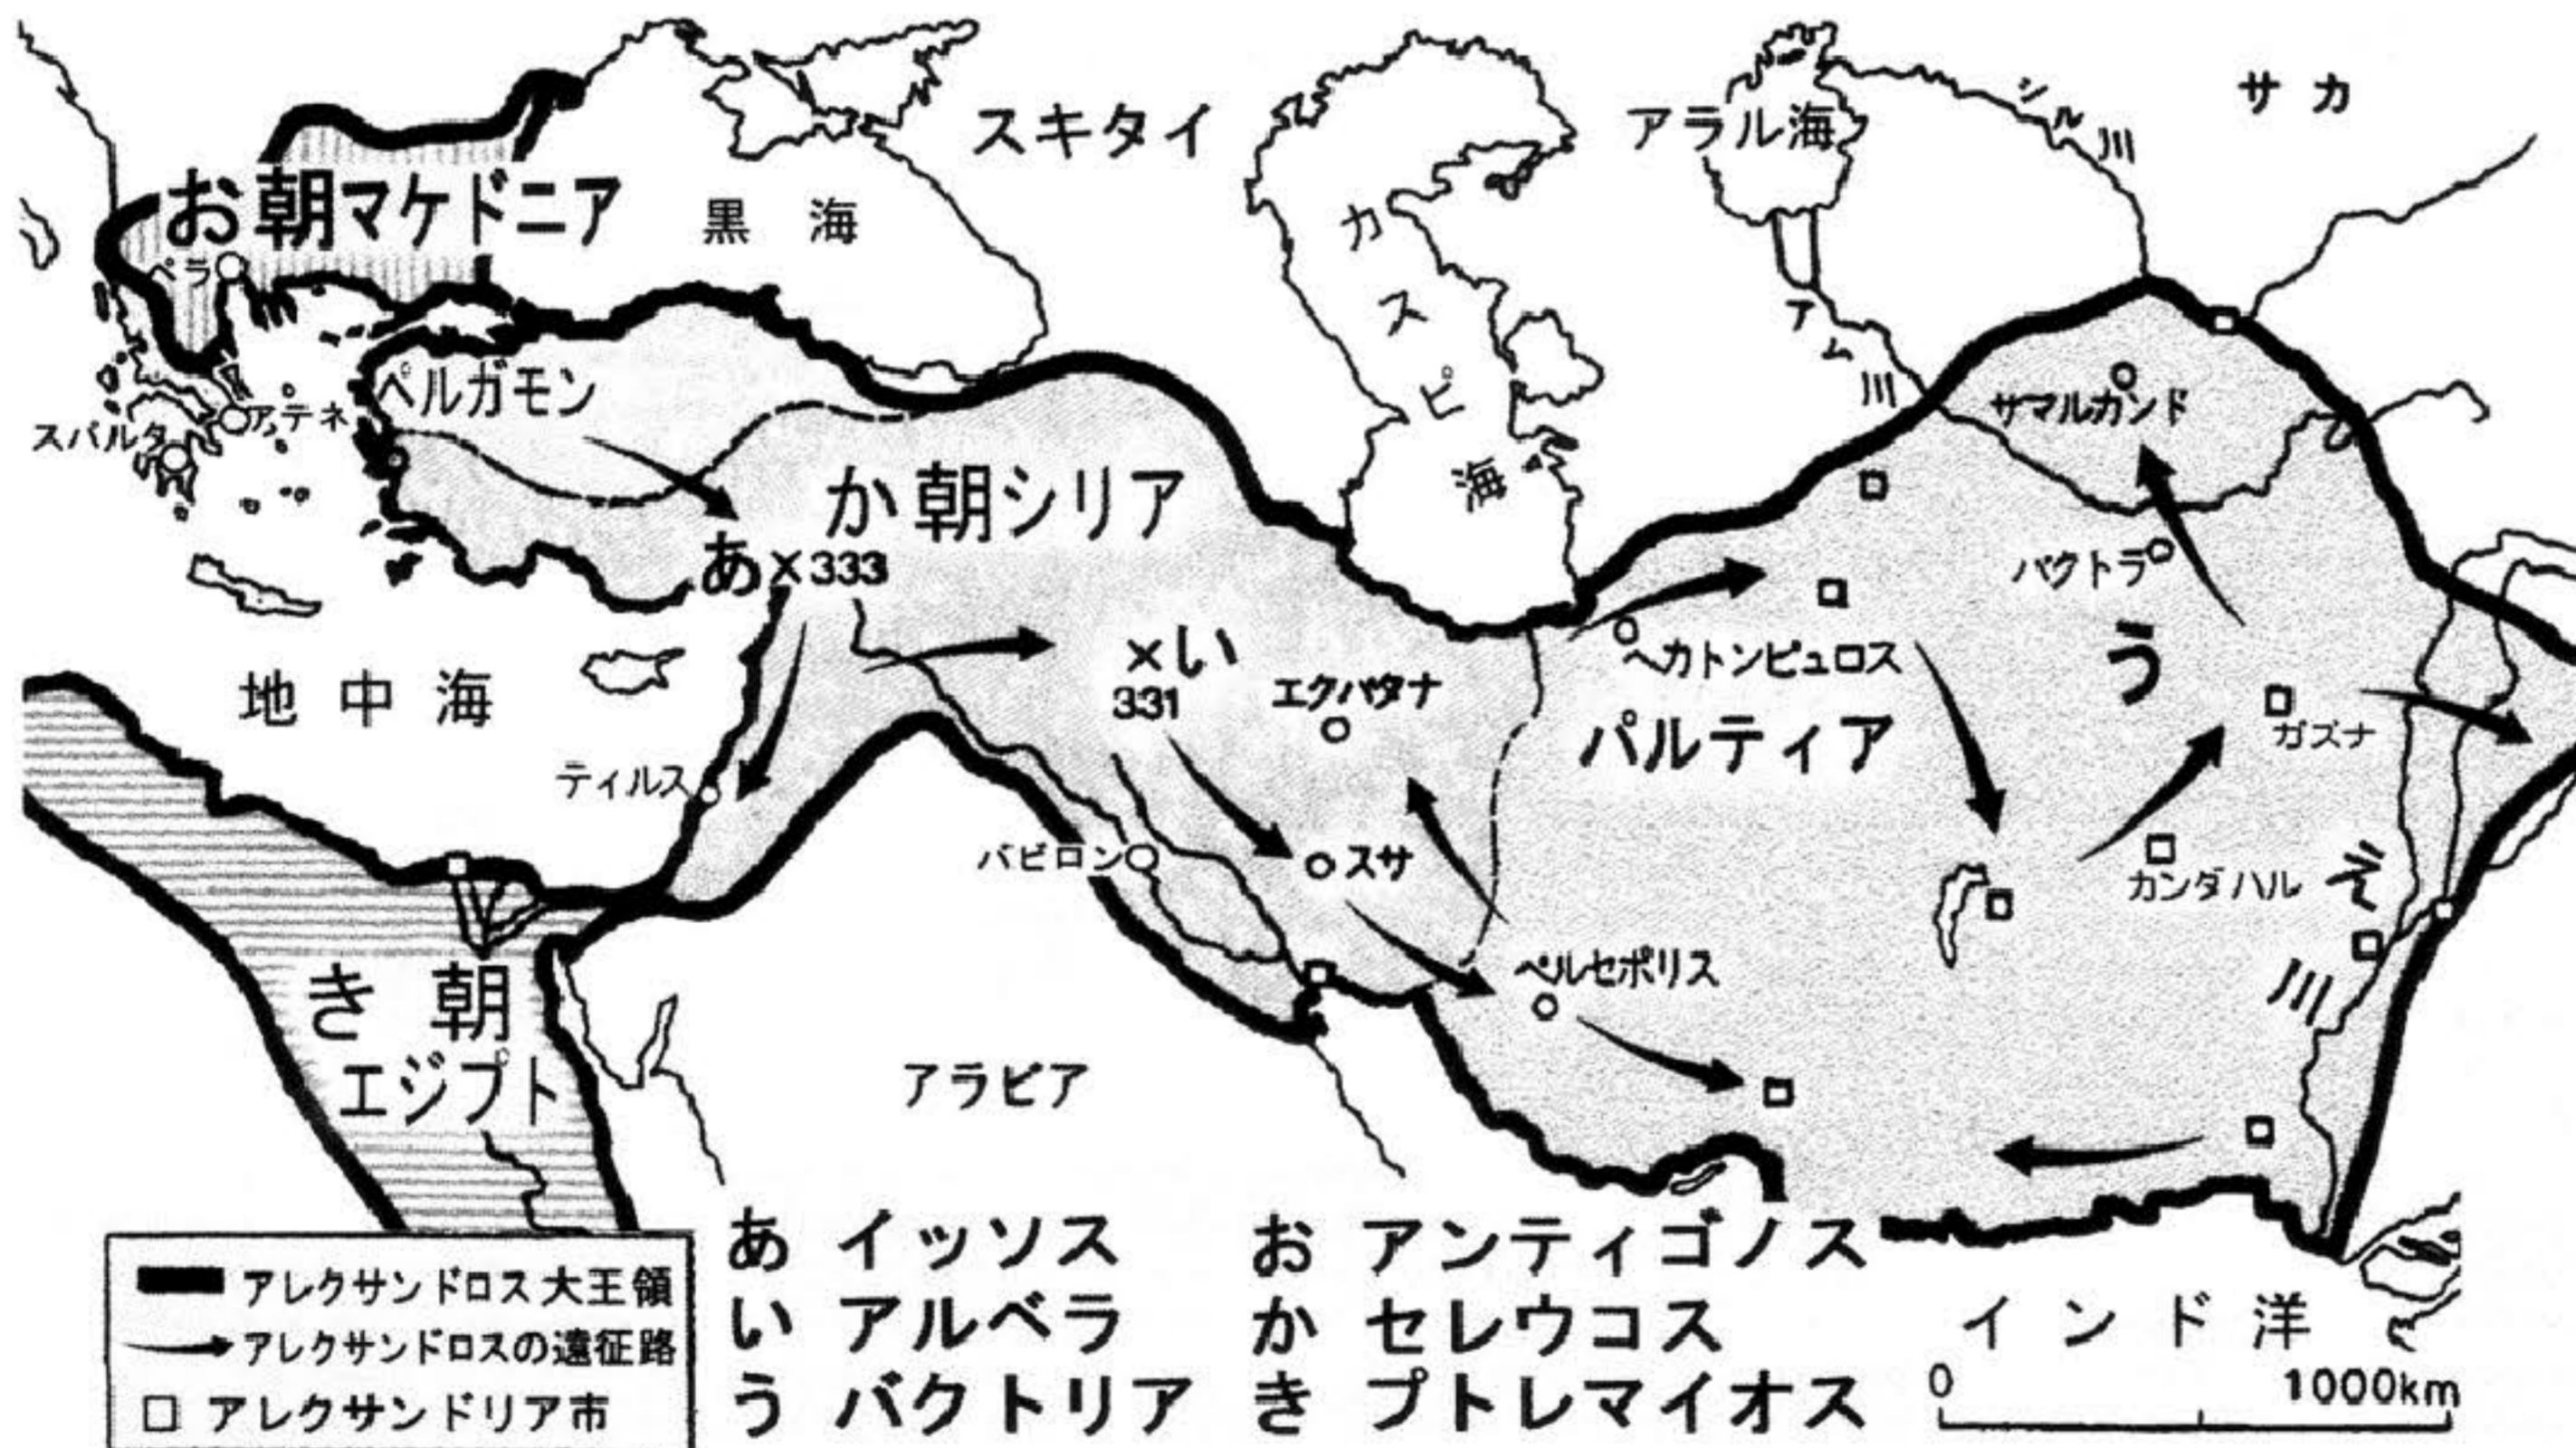 スキタイ
アラル海
シル川
サカ
お朝マケドニア
黒海
カスピ海
ペラ
アム川
ペルガモン
サマルカンド
スパルタ
アテネ
か朝シリア
あ×333
バクトラ
×い
331
ヘカトンピュロス
う
地中海
エクバタナ
パルティア
ガズナ
ティルス
バビロン
スサ
カンダハル
え川
ペルセポリス
き朝
エジプト
アラビア
あ イッソス
い アルベラ
う バクトリア
お アンティゴノス
か セレウコス
き プトレマイオス
インド洋
0 1000km
アレクサンドロス大王領
アレクサンドロスの遠征路
アレクサンドリア市